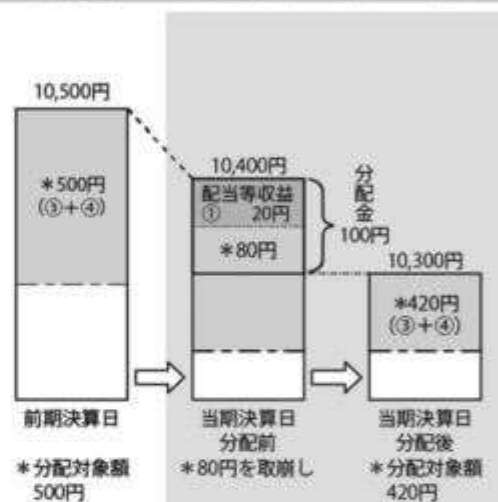 10,500円
*500円
(③+④)
前期決算日
*分配対象額
500円
10,400円
配当等収益
① 20円
*80円
分配金
100円
当期決算日
分配前
*80円を取崩し
10,300円
*420円
(③+④)
当期決算日
分配後
*分配対象額
420円